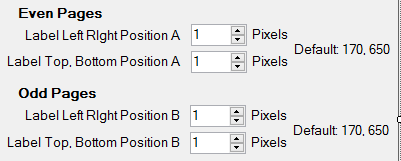 Even Pages
Label Left RIght Position A 1 Pixels
Default: 170, 650
Label Top, Bottom Position A 1 Pixels
Odd Pages
Label Left RIght Position B 1 Pixels
Default: 170, 650
Label Top, Bottom Position B 1 Pixels